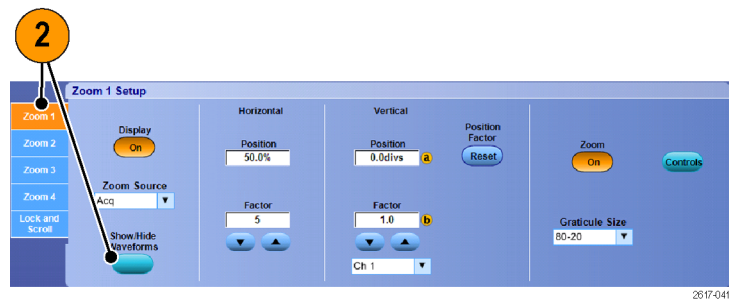 2
Zoom 1 Setup
Zoom 1
Zoom 2
Zoom 3
Zoom 4
Lock and
Scroll
Display
On
Zoom Source
Acq
Show/Hide
Waveforms
Horizontal
Position
50.0%
Factor
5
Vertical
Position
0.0divs
a
Factor
1.0
b
Ch 1
Position
Factor
Reset
Zoom
On
Controls
Graticule Size
80-20
2617-041